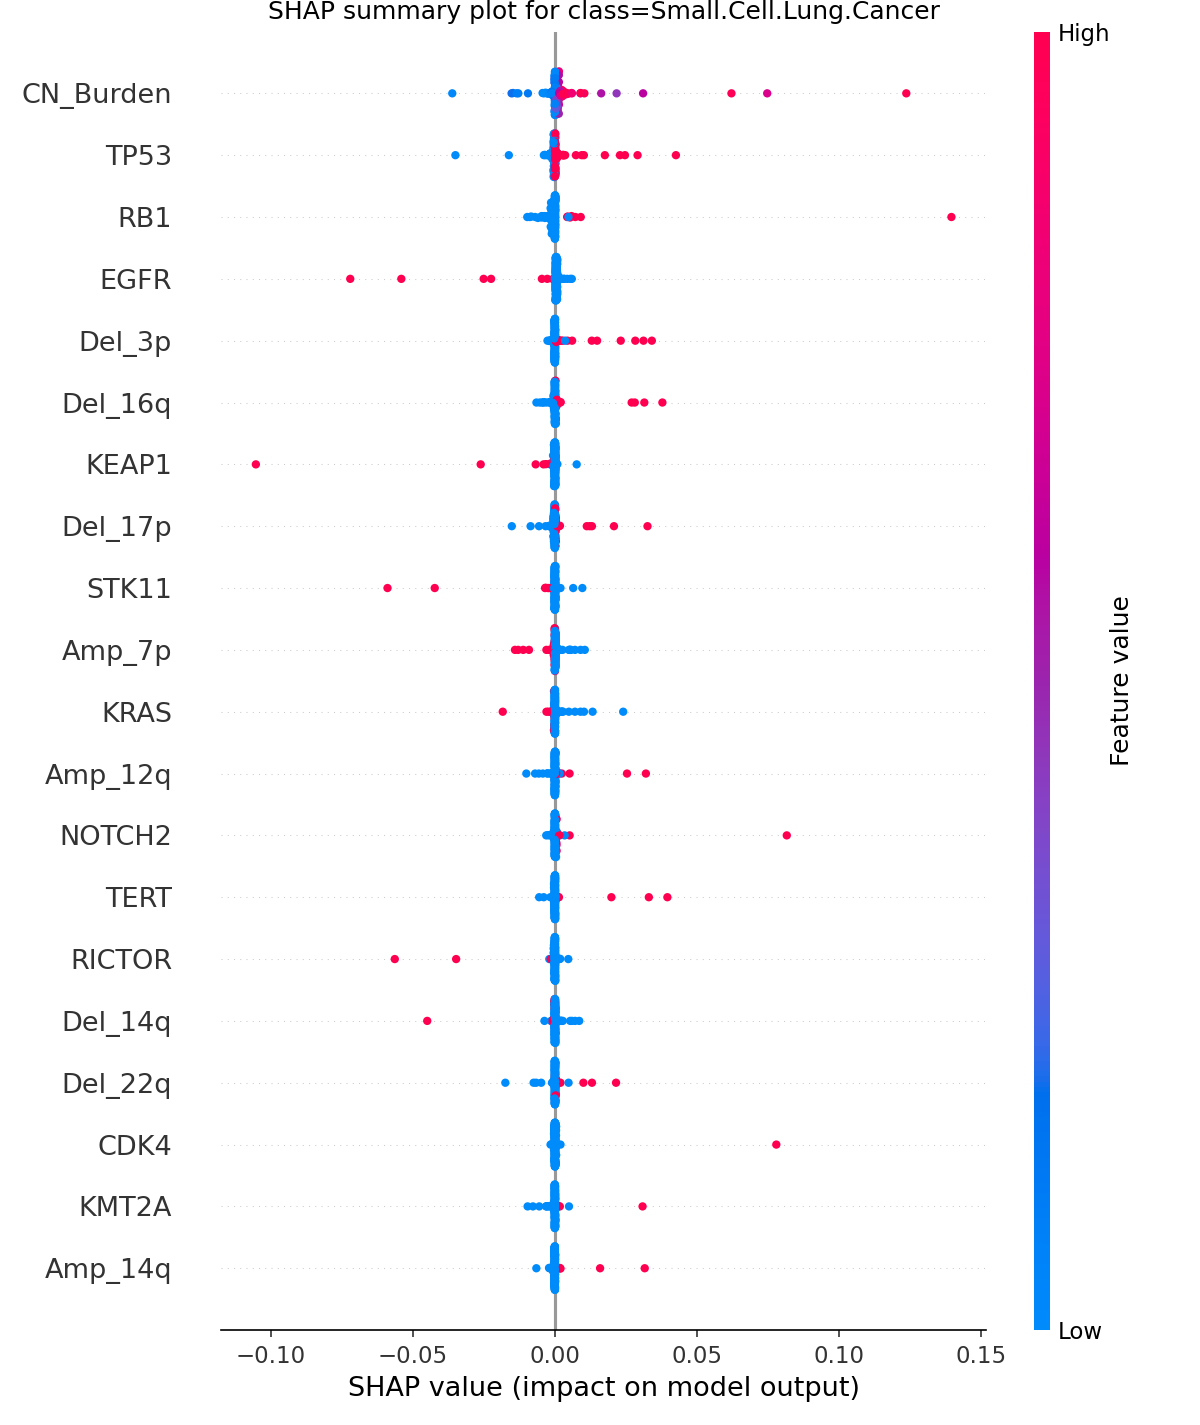 SHAP summary plot for class=Small.Cell.Lung.Cancer
High
CN_Burden
TP53
RB1
EGFR
Del_3p
Del_16q
KEAP1
Del_17p
STK11
Amp_7p
KRAS
Amp_12q
NOTCH2
TERT
RICTOR
Del_14q
Del_22q
CDK4
KMT2A
Amp_14q
Feature value
Low
−0.10 −0.05 0.00 0.05 0.10 0.15
SHAP value (impact on model output)